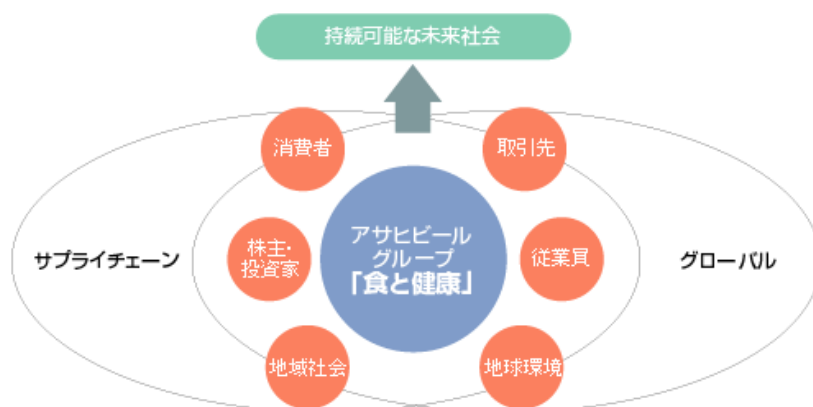 持続可能な未来社会
消費者
取引先
サプライチェーン
株主・
投資家
アサヒビール
グループ
「食と健康」
従業員
グローバル
地域社会
地球環境